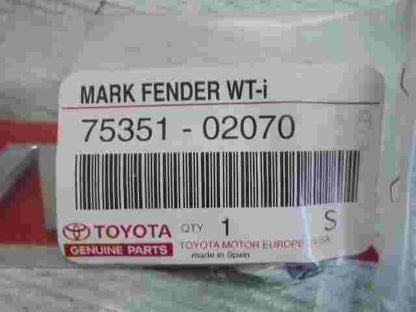 MARK FENDER WT-i
75351 - 02070
TOYOTA QTY 1 S
GENUINE PARTS TOYOTA MOTOR EUROPE
made in Spain